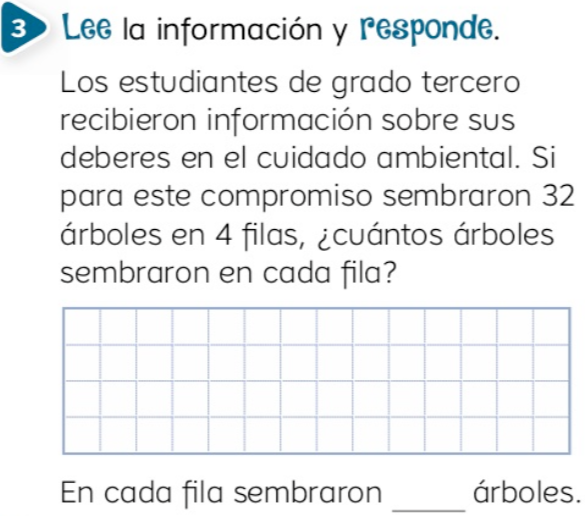 3 Lee la información y responde.
Los estudiantes de grado tercero
recibieron información sobre sus
deberes en el cuidado ambiental. Si
para este compromiso sembraron 32
árboles en 4 filas, ¿cuántos árboles
sembraron en cada fila?
En cada fila sembraron ______ árboles.